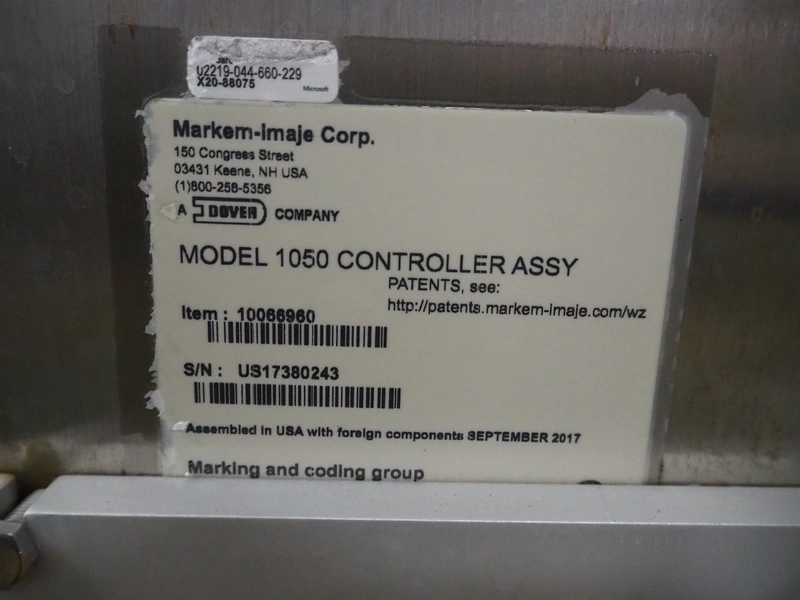 02219-044-660-229
X20-88075
Microsoft
Markem-Imaje Corp.
150 Congress Street
03431 Keene, NH USA
(1)800-258-5356
A DOVER COMPANY
MODEL 1050 CONTROLLER ASSY
PATENTS, see:
http://patents.markem-imaje.com/wz
Item : 10066960
S/N : US17380243
Assembled in USA with foreign components SEPTEMBER 2017
Marking and coding group